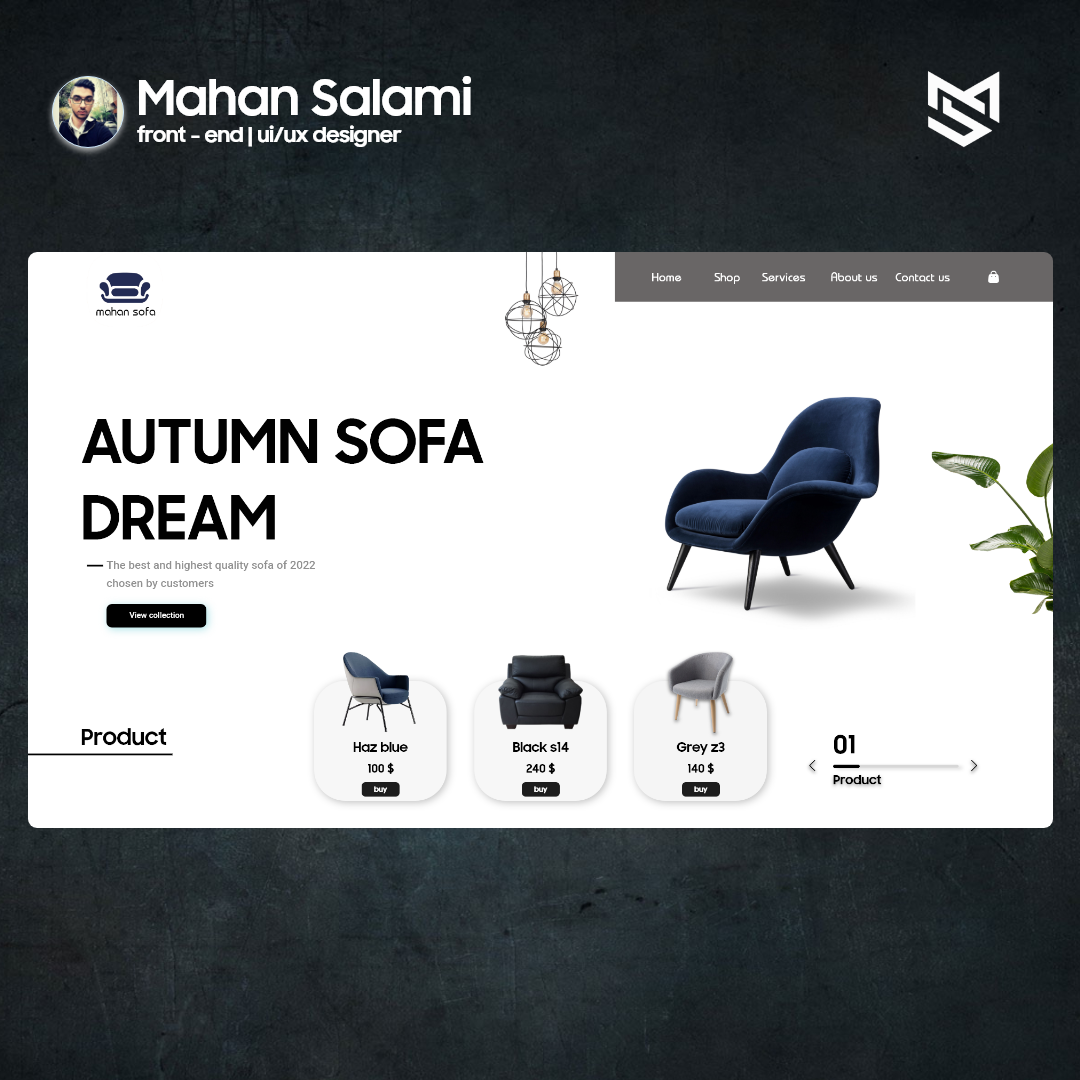 Mahan Salami
front - end | ui/ux designer
mahan sofa
Home Shop Services About us Contact us
AUTUMN SOFA
DREAM
The best and highest quality sofa of 2022
chosen by customers
View collection
Product
Haz blue
100 $
buy
Black s14
240 $
buy
Grey z3
140 $
buy
01
Product